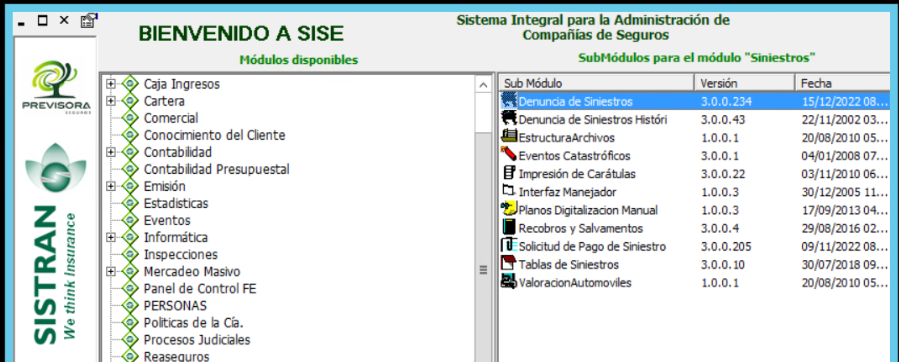 BIENVENIDO A SISE
Sistema Integral para la Administración de
Compañías de Seguros
Módulos disponibles
SubMódulos para el módulo "Siniestros"
PREVISORA
SEGUROS
SISTRAN
We think Insurance
Caja Ingresos
Cartera
Comercial
Conocimiento del Cliente
Contabilidad
Contabilidad Presupuestal
Emisión
Estadisticas
Eventos
Informática
Inspecciones
Mercadeo Masivo
Panel de Control FE
PERSONAS
Politicas de la Cía.
Procesos Judiciales
Reaseguros
Sub Módulo Versión Fecha
Denuncia de Siniestros 3.0.0.234 15/12/2022 08...
Denuncia de Siniestros Históri 3.0.0.43 22/11/2002 03...
EstructuraArchivos 1.0.0.1 20/08/2010 05...
Eventos Catastróficos 3.0.0.1 04/01/2008 07...
Impresión de Carátulas 3.0.0.22 03/11/2010 06...
Interfaz Manejador 1.0.0.3 30/12/2005 11...
Planos Digitalizacion Manual 1.0.0.3 17/09/2013 04...
Recobros y Salvamentos 3.0.0.4 29/08/2016 02...
Solicitud de Pago de Siniestro 3.0.0.205 09/11/2022 08...
Tablas de Siniestros 3.0.0.10 30/07/2018 09...
ValoracionAutomoviles 1.0.0.1 20/08/2010 05...